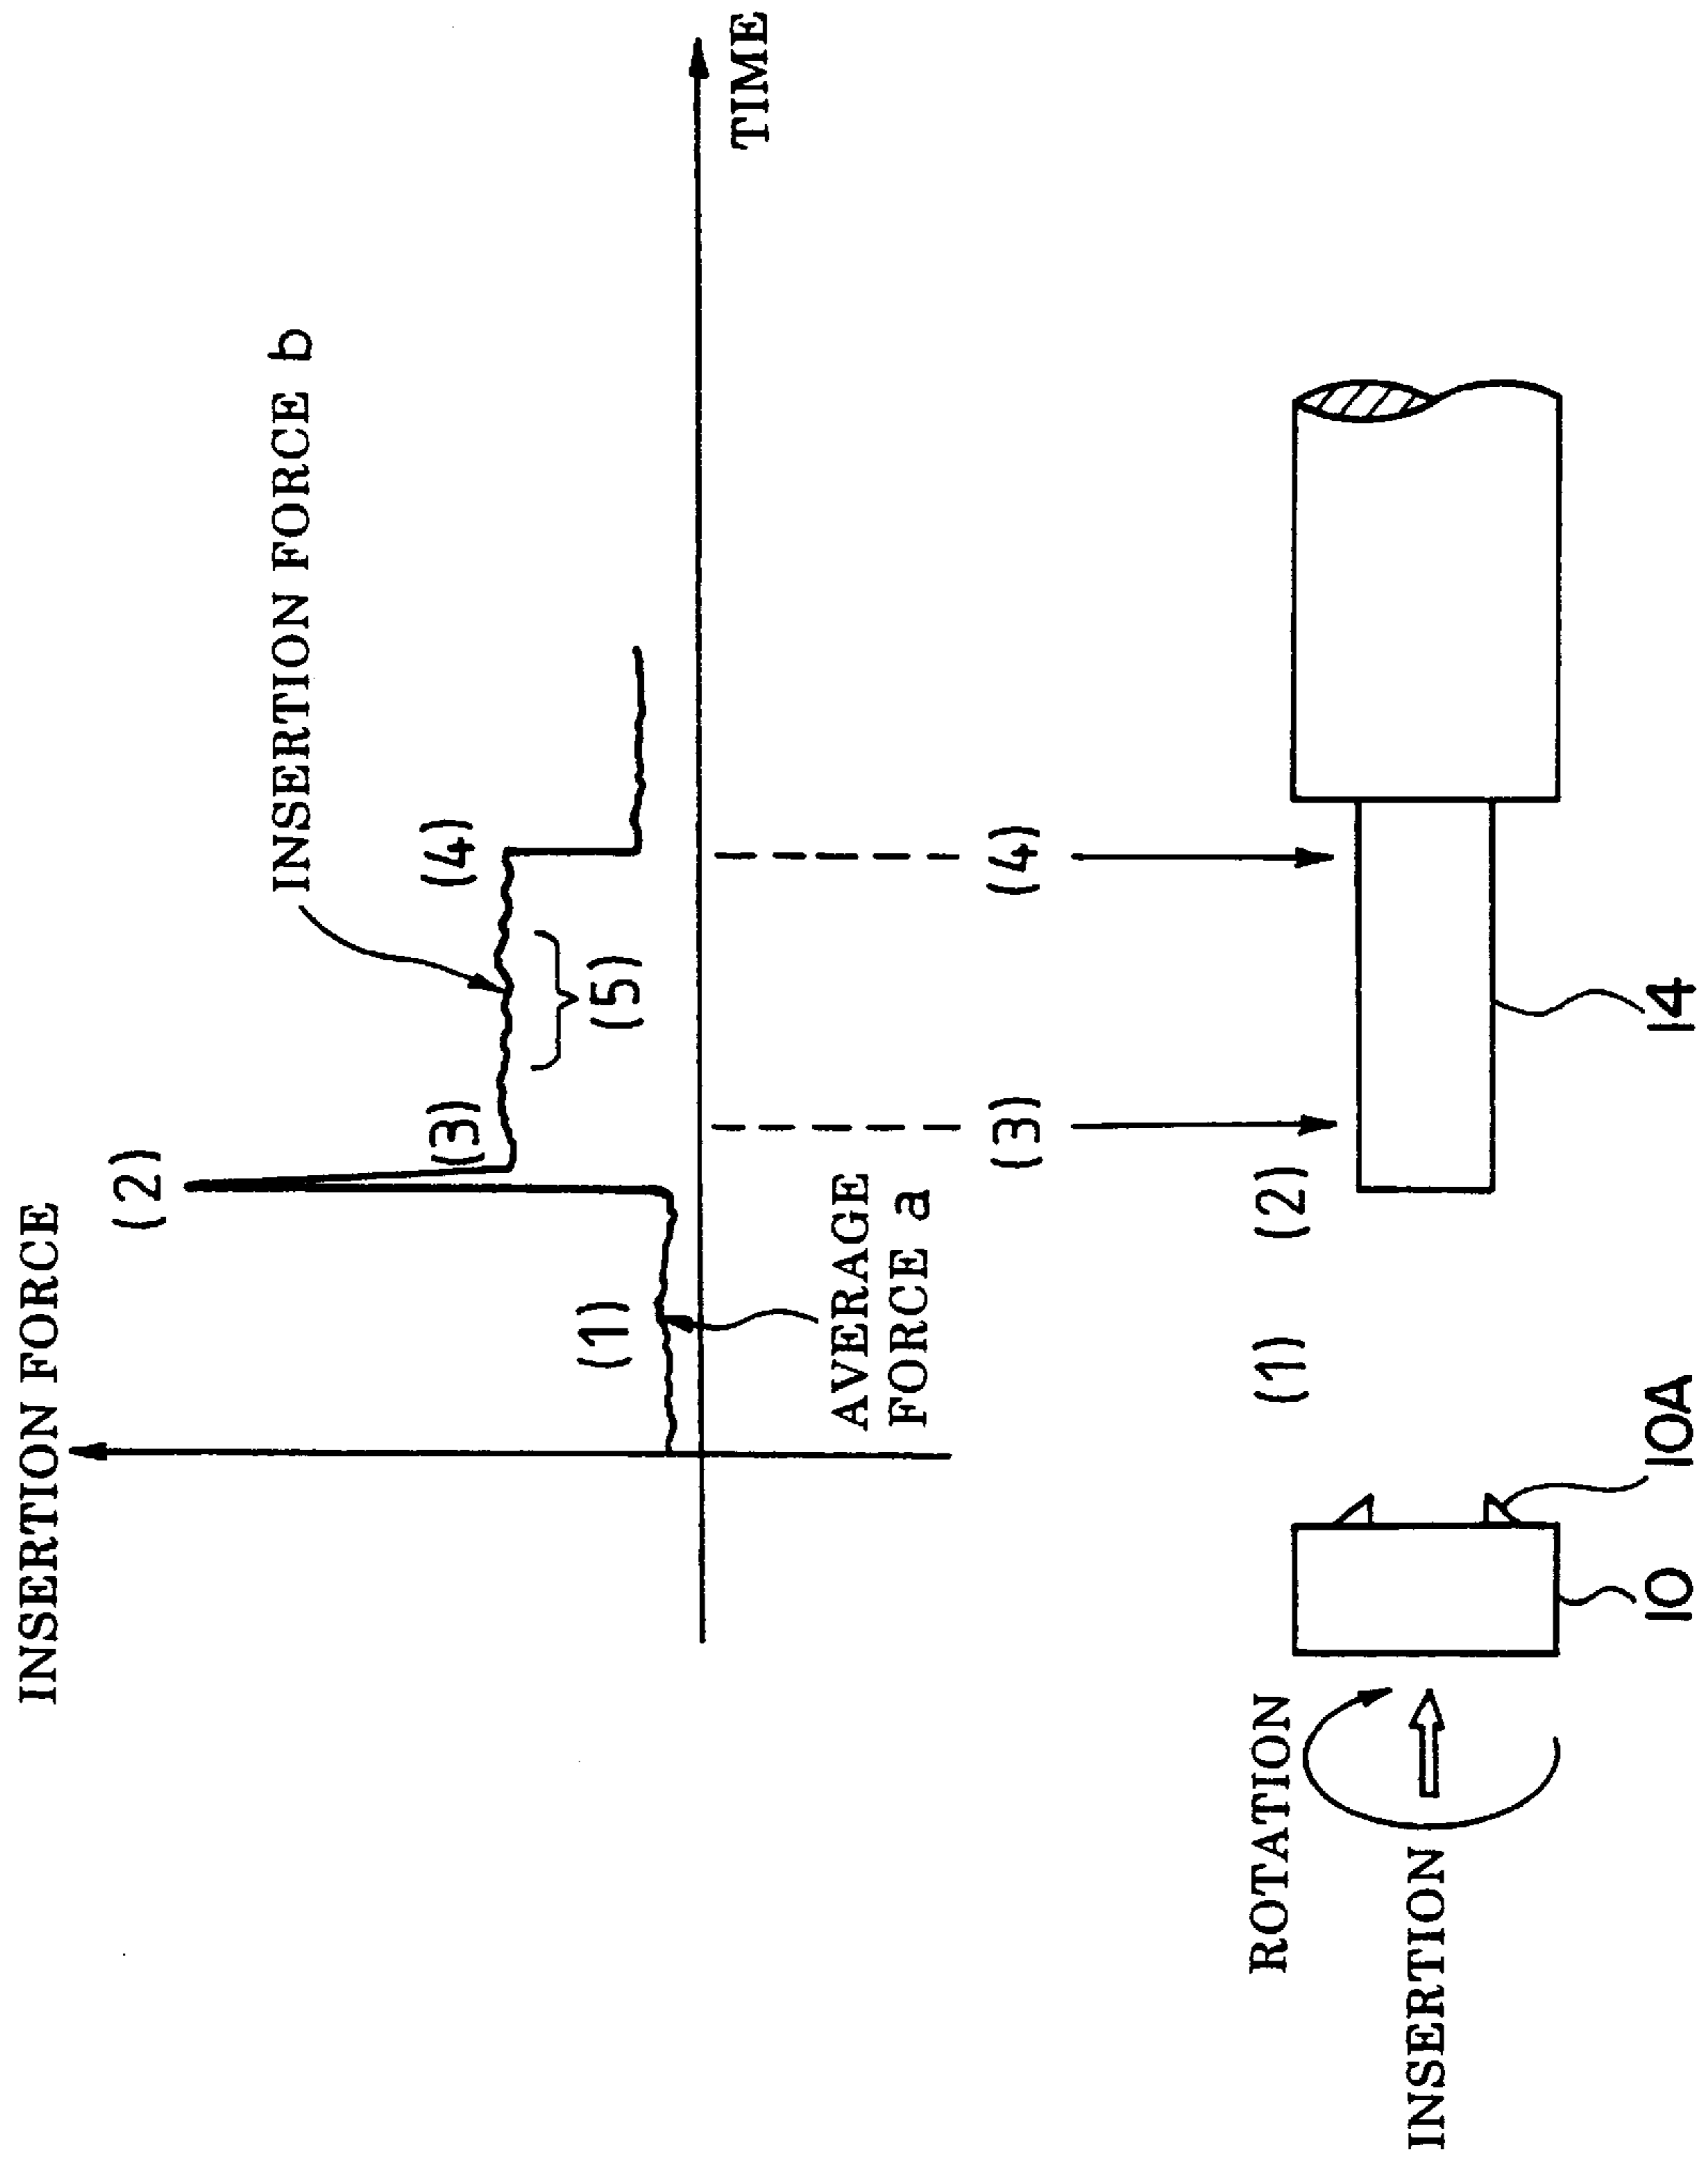 INSERTION FORCE
(2)
INSERTION FORCE b
(3)
(4)
(1)
(5)
TIME
AVERAGE
FORCE a
(3)
(4)
ROTATION
(1)
(2)
INSERTION
10
10A
14